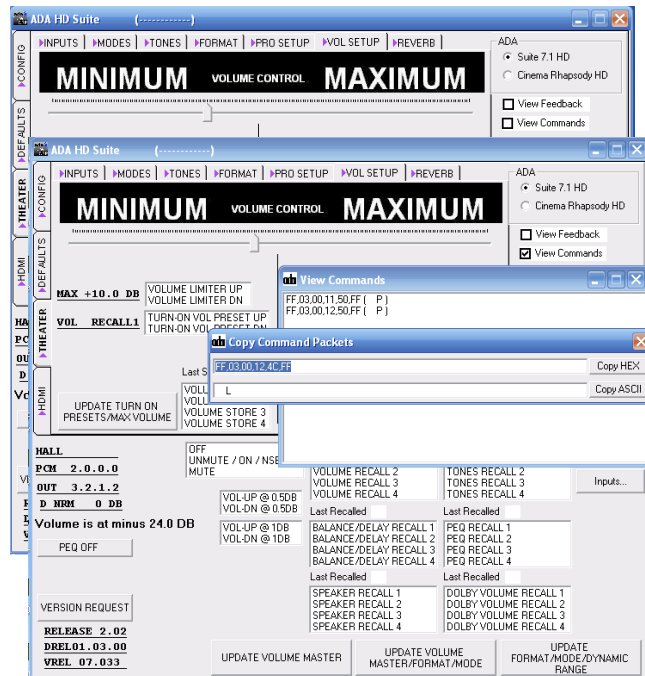 ADA HD Suite (------------)
INPUTS MODES TONES FORMAT PRO SETUP VOL SETUP REVERB
ADA
Suite 7.1 HD
Cinema Rhapsody HD
MINIMUM VOLUME CONTROL MAXIMUM
View Feedback
View Commands
CONFIG
DEFAULTS
THEATER
HDMI
ADA HD Suite (------------)
INPUTS MODES TONES FORMAT PRO SETUP VOL SETUP REVERB
ADA
Suite 7.1 HD
Cinema Rhapsody HD
MINIMUM VOLUME CONTROL MAXIMUM
View Feedback
View Commands
CONFIG
DEFAULTS
THEATER
HDMI
MAX +10.0 DB
VOLUME LIMITER UP
VOLUME LIMITER DN
VOL RECALL1
TURN-ON VOL PRESET UP
TURN-ON VOL PRESET DN
View Commands
FF,03,00,11,50,FF ( P )
FF,03,00,12,50,FF ( P )
Copy Command Packets
FF,03,00,12,4C,FF
Copy HEX
L
Copy ASCII
Last S
UPDATE TURN ON
PRESETS/MAX VOLUME
VOLU
VOLU
VOLUME STORE 3
VOLUME STORE 4
HALL
PCM 2.0.0.0
OUT 3.2.1.2
D NRM 0 DB
Volume is at minus 24.0 DB
PEQ OFF
VERSION REQUEST
RELEASE 2.02
DREL01.03.00
VREL 07.033
OFF
UNMUTE / ON / NSE
MUTE
VOL-UP @ 0.5DB
VOL-DN @ 0.5DB
VOL-UP @ 1DB
VOL-DN @ 1DB
VOLUME RECALL 2
VOLUME RECALL 3
VOLUME RECALL 4
TONES RECALL 2
TONES RECALL 3
TONES RECALL 4
Inputs...
Last Recalled
BALANCE/DELAY RECALL 1
BALANCE/DELAY RECALL 2
BALANCE/DELAY RECALL 3
BALANCE/DELAY RECALL 4
Last Recalled
PEQ RECALL 1
PEQ RECALL 2
PEQ RECALL 3
PEQ RECALL 4
Last Recalled
SPEAKER RECALL 1
SPEAKER RECALL 2
SPEAKER RECALL 3
SPEAKER RECALL 4
Last Recalled
DOLBY VOLUME RECALL 1
DOLBY VOLUME RECALL 2
DOLBY VOLUME RECALL 3
DOLBY VOLUME RECALL 4
UPDATE VOLUME MASTER
UPDATE VOLUME
MASTER/FORMAT/MODE
UPDATE
FORMAT/MODE/DYNAMIC
RANGE